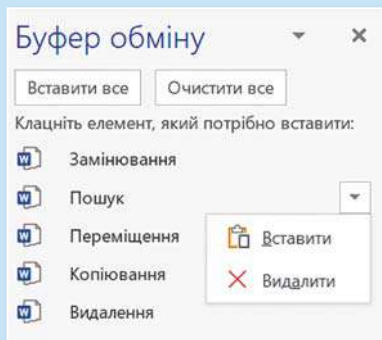 Буфер обміну
Вставити все Очистити все
Клацніть елемент, який потрібно вставити:
Замінювання
Пошук
Переміщення
Вставити
Копіювання
Видалити
Видалення